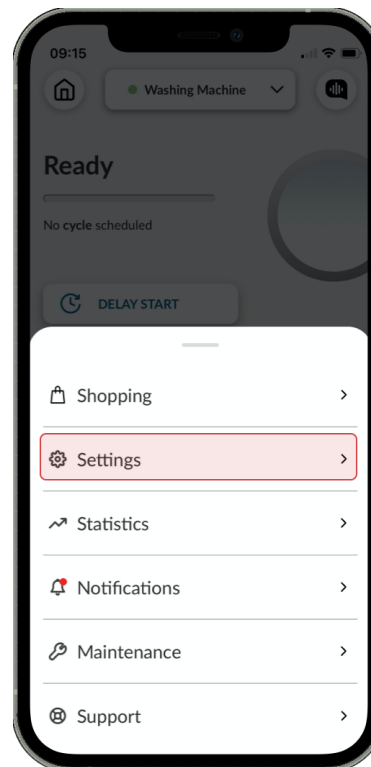 09:15
Washing Machine
Ready
No cycle scheduled
DELAY START
Shopping
Settings
Statistics
Notifications
Maintenance
Support